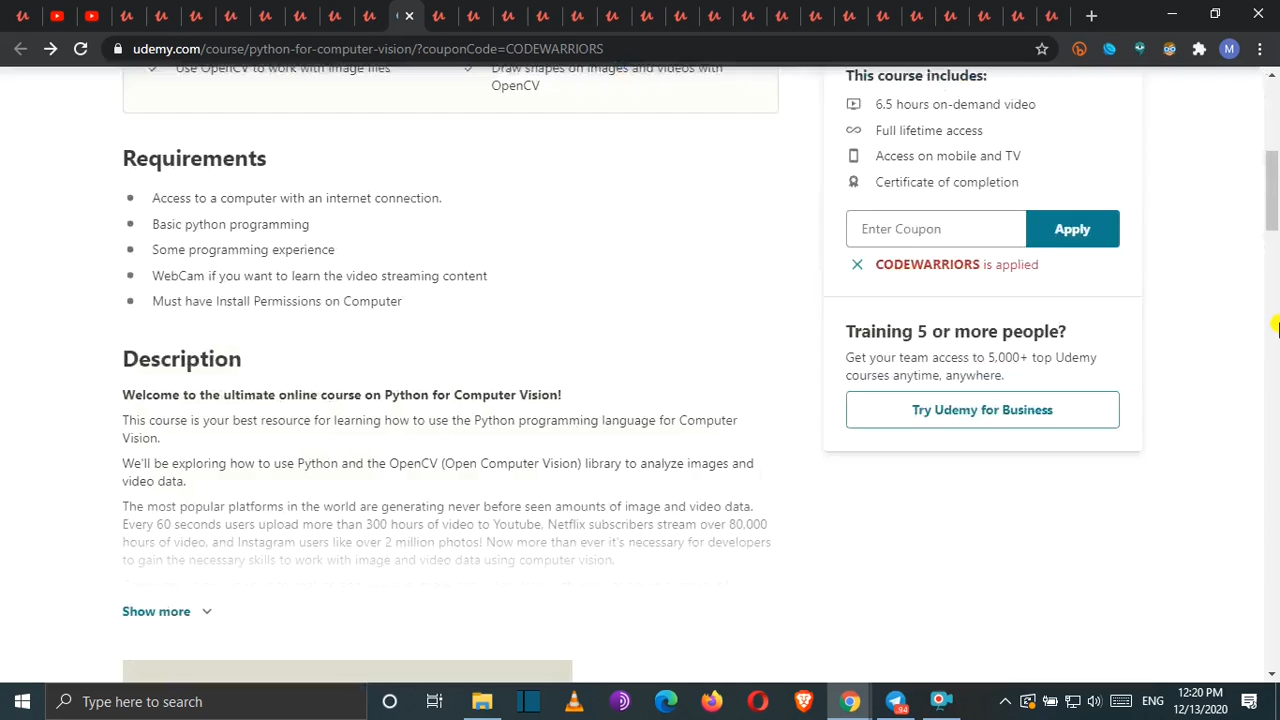 udemy.com/course/python-for-computer-vision/?couponCode=CODEWARRIORS
M
Use OpenCV to work with image files
Draw shapes on images and videos with
OpenCV
Requirements
Access to a computer with an internet connection.
Basic python programming
Some programming experience
WebCam if you want to learn the video streaming content
Must have Install Permissions on Computer
Description
Welcome to the ultimate online course on Python for Computer Vision!
This course is your best resource for learning how to use the Python programming language for Computer
Vision.
We'll be exploring how to use Python and the OpenCV (Open Computer Vision) library to analyze images and
video data.
The most popular platforms in the world are generating never before seen amounts of image and video data.
Every 60 seconds users upload more than 300 hours of video to Youtube, Netflix subscribers stream over 80,000
hours of video, and Instagram users like over 2 million photos! Now more than ever it's necessary for developers
to gain the necessary skills to work with image and video data using computer vision.
Show more
This course includes:
6.5 hours on-demand video
Full lifetime access
Access on mobile and TV
Certificate of completion
Enter Coupon
Apply
CODEWARRIORS is applied
Training 5 or more people?
Get your team access to 5,000+ top Udemy
courses anytime, anywhere.
Try Udemy for Business
Type here to search
94
ENG
12:20 PM
12/13/2020